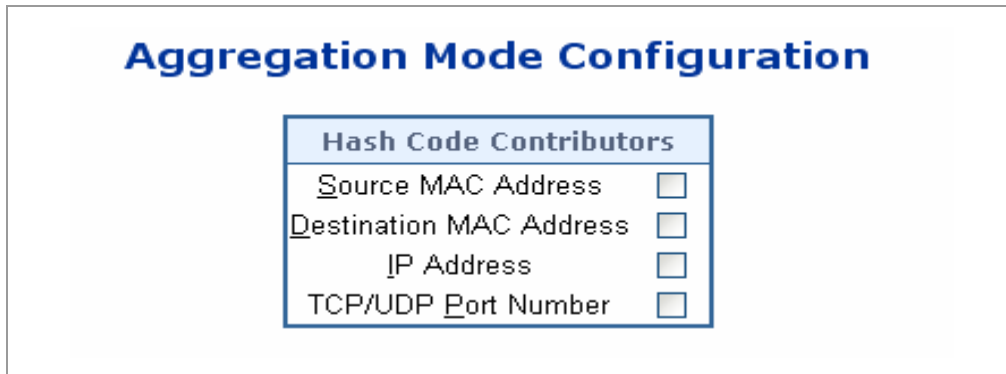 Aggregation Mode Configuration
Hash Code Contributors
Source MAC Address
Destination MAC Address
IP Address
TCP/UDP Port Number